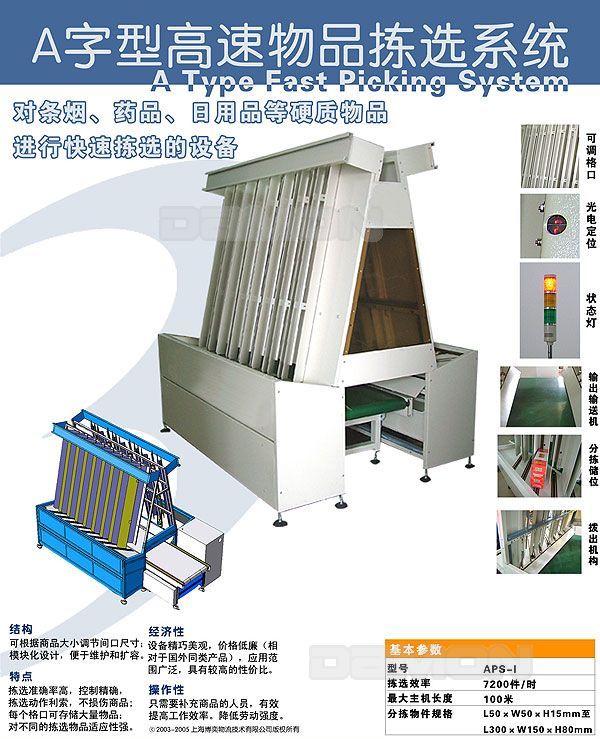 A字型高速物品拣选系统
A Type Fast Picking System
对条烟、药品、日用品等硬质物品
进行快速拣选的设备
DAMON
可调格口
光电定位
状态灯
输出输送机
分拣储位
拨出机构
结构
可根据商品大小调节间口尺寸;
模块化设计，便于维护和扩容。
特点
拣选准确率高，控制精确，
拣选动作利索，不损伤商品;
每个格口可存储大量物品;
对不同的拣选物品适应性强。
经济性
设备精巧美观，价格低廉（相
对于国外同类产品），应用范
围广泛，具有较高的性价比。
操作性
只需要补充商品的人员，有效
提高工作效率。降低劳动强度。
©2003-2005 上海博奕物流技术有限公司版权所有
DAMON
基本参数
型号 APS-I
拣选效率 7200件/时
最大主机长度 100米
分拣物件规格 L50×W50×H15mm至
L300×W150×H80mm